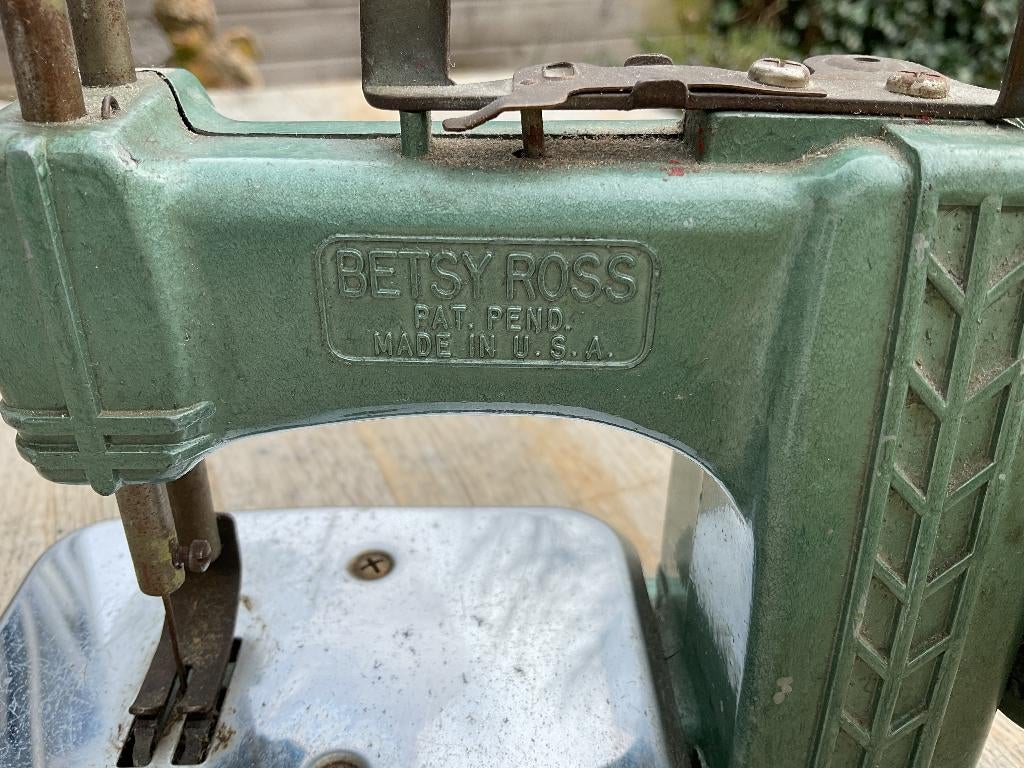 BETSY ROSS
PAT. PEND.
MADE IN U.S.A.